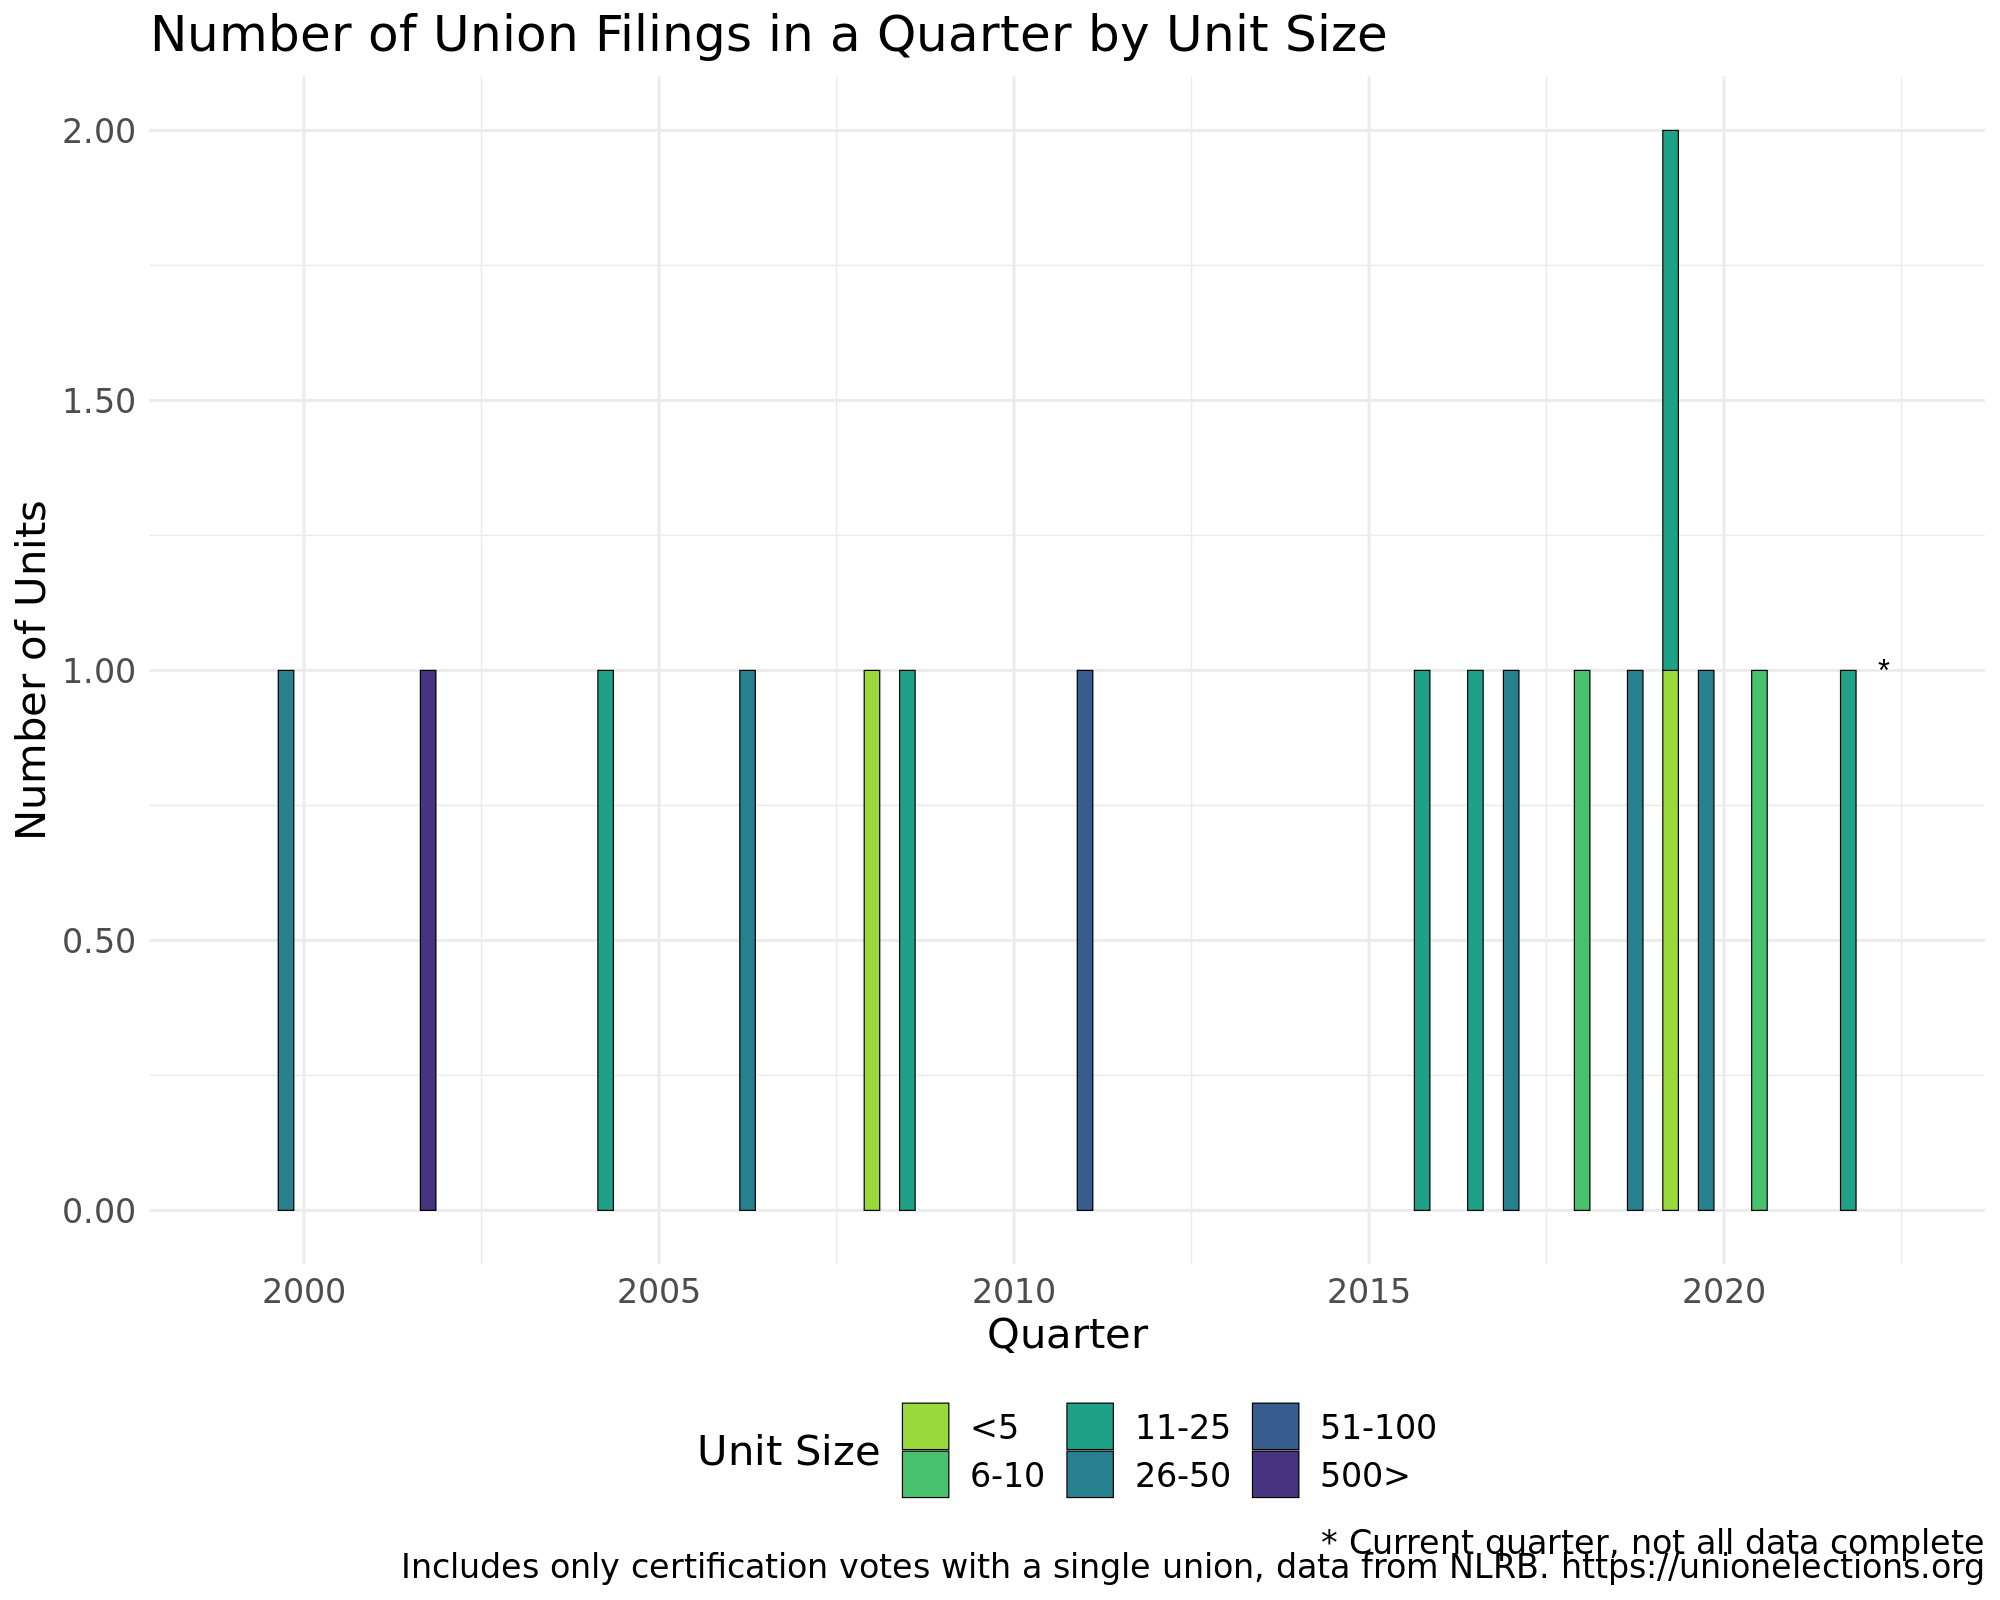 Number of Union Filings in a Quarter by Unit Size
Number of Units
2.00
1.50
1.00
0.50
0.00
*
2000 2005 2010 2015 2020
Quarter
Unit Size
<5 11-25 51-100
6-10 26-50 500>
* Current quarter, not all data complete
Includes only certification votes with a single union, data from NLRB. https://unionelections.org